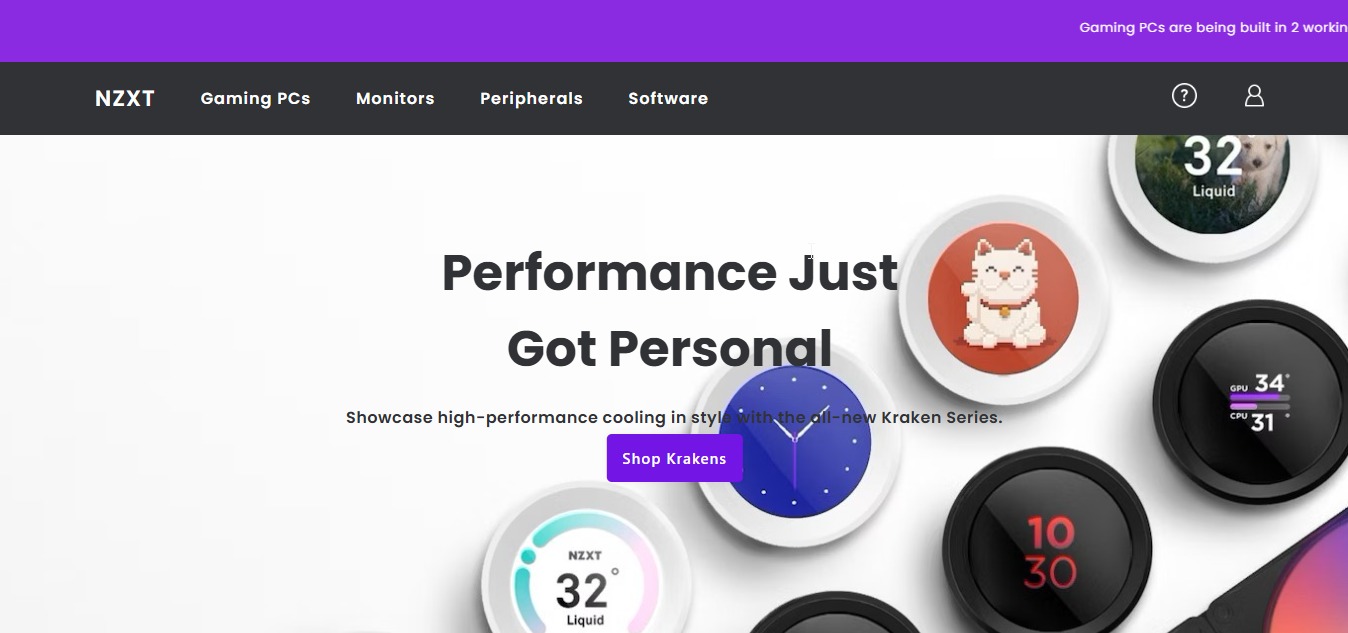 Gaming PCs are being built in 2 workin
NZXT Gaming PCs Monitors Peripherals Software
?
32°
Liquid
Performance Just
Got Personal
GPU 34°
CPU 31°
Showcase high-performance cooling in style with the all-new Kraken Series.
Shop Krakens
10
30
NZXT
32°
Liquid